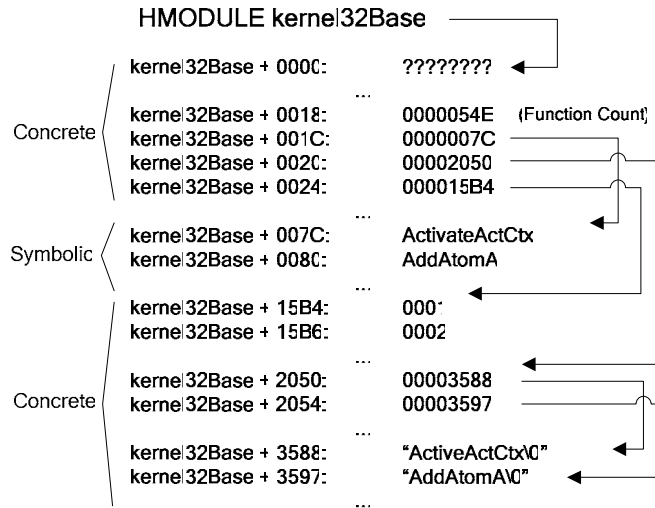 HMODULE kernel32Base
kernel32Base + 0000: ????????
...
kernel32Base + 0018: 0000054E (Function Count)
Concrete
kernel32Base + 001C: 0000007C
kernel32Base + 0020: 00002050
kernel32Base + 0024: 000015B4
...
kernel32Base + 007C: ActivateActCtx
Symbolic
kernel32Base + 0080: AddAtomA
...
kernel32Base + 15B4: 0001
kernel32Base + 15B6: 0002
...
kernel32Base + 2050: 00003588
Concrete
kernel32Base + 2054: 00003597
...
kernel32Base + 3588: “ActiveActCtx\0”
kernel32Base + 3597: “AddAtomA\0”
...